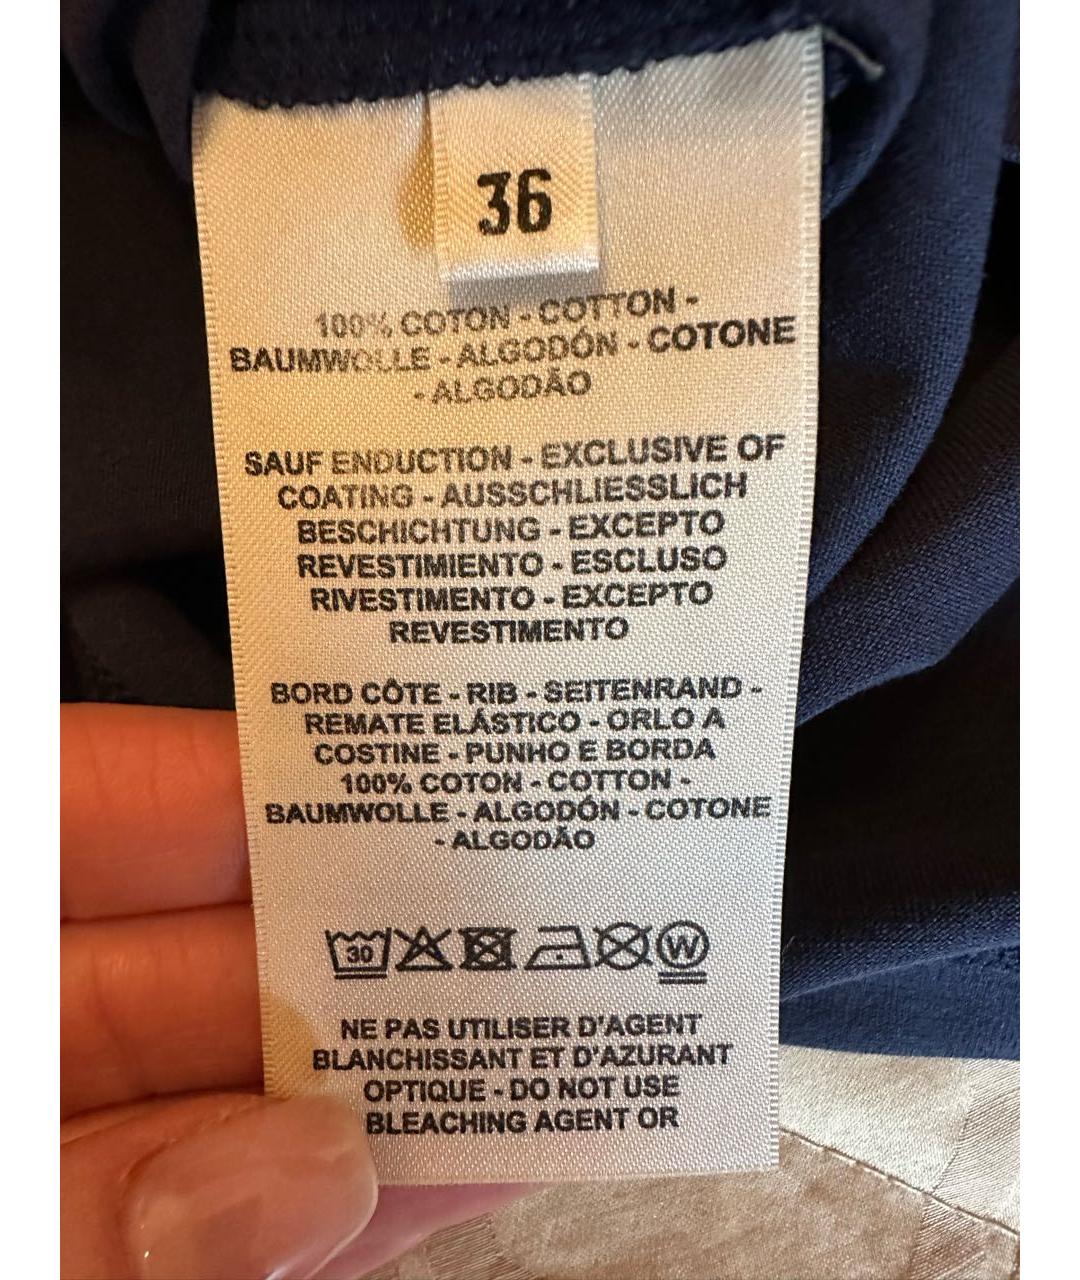 36
100% COTON - COTTON -
BAUMWOLLE - ALGODÓN - COTONE
- ALGODÃO
SAUF ENDUCTION - EXCLUSIVE OF
COATING - AUSSCHLIESSLICH
BESCHICHTUNG - EXCEPTO
REVESTIMIENTO - ESCLUSO
RIVESTIMENTO - EXCEPTO
REVESTIMENTO
BORD CÔTE - RIB - SEITENRAND -
REMATE ELÁSTICO - ORLO A
COSTINE - PUNHO E BORDA
100% COTON - COTTON -
BAUMWOLLE - ALGODÓN - COTONE
- ALGODÃO
30 W
NE PAS UTILISER D'AGENT
BLANCHISSANT ET D'AZURANT
OPTIQUE - DO NOT USE
BLEACHING AGENT OR